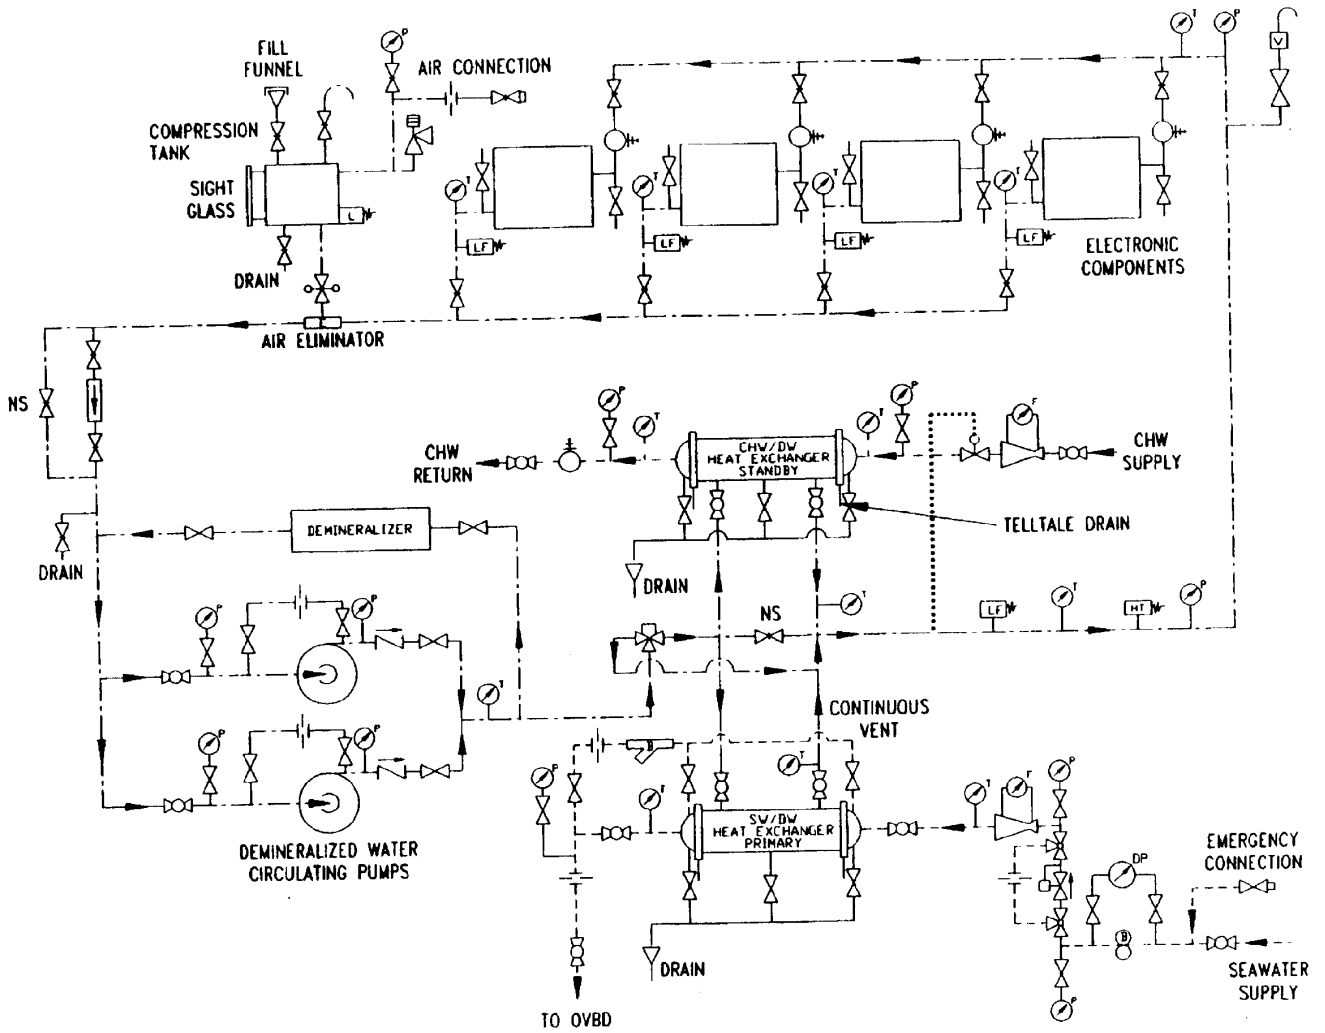 P
T
P
V
FILL
FUNNEL
AIR CONNECTION
COMPRESSION
TANK
SIGHT
GLASS
L
T
T
T
T
LF
LF
LF
LF
DRAIN
ELECTRONIC
COMPONENTS
AIR ELIMINATOR
NS
P
T
T
P
F
CHW
RETURN
CHW/DW
HEAT EXCHANGER
STANDBY
CHW
SUPPLY
DEMINERALIZER
TELLTALE DRAIN
DRAIN
DRAIN
P
P
T
NS
LF
T
HT
P
T
CONTINUOUS
VENT
P
P
B
T
P
T
SW/DW
HEAT EXCHANGER
PRIMARY
T
F
P
DEMINERALIZED WATER
CIRCULATING PUMPS
EMERGENCY
CONNECTION
DP
B
DRAIN
SEAWATER
SUPPLY
P
TO OVBD